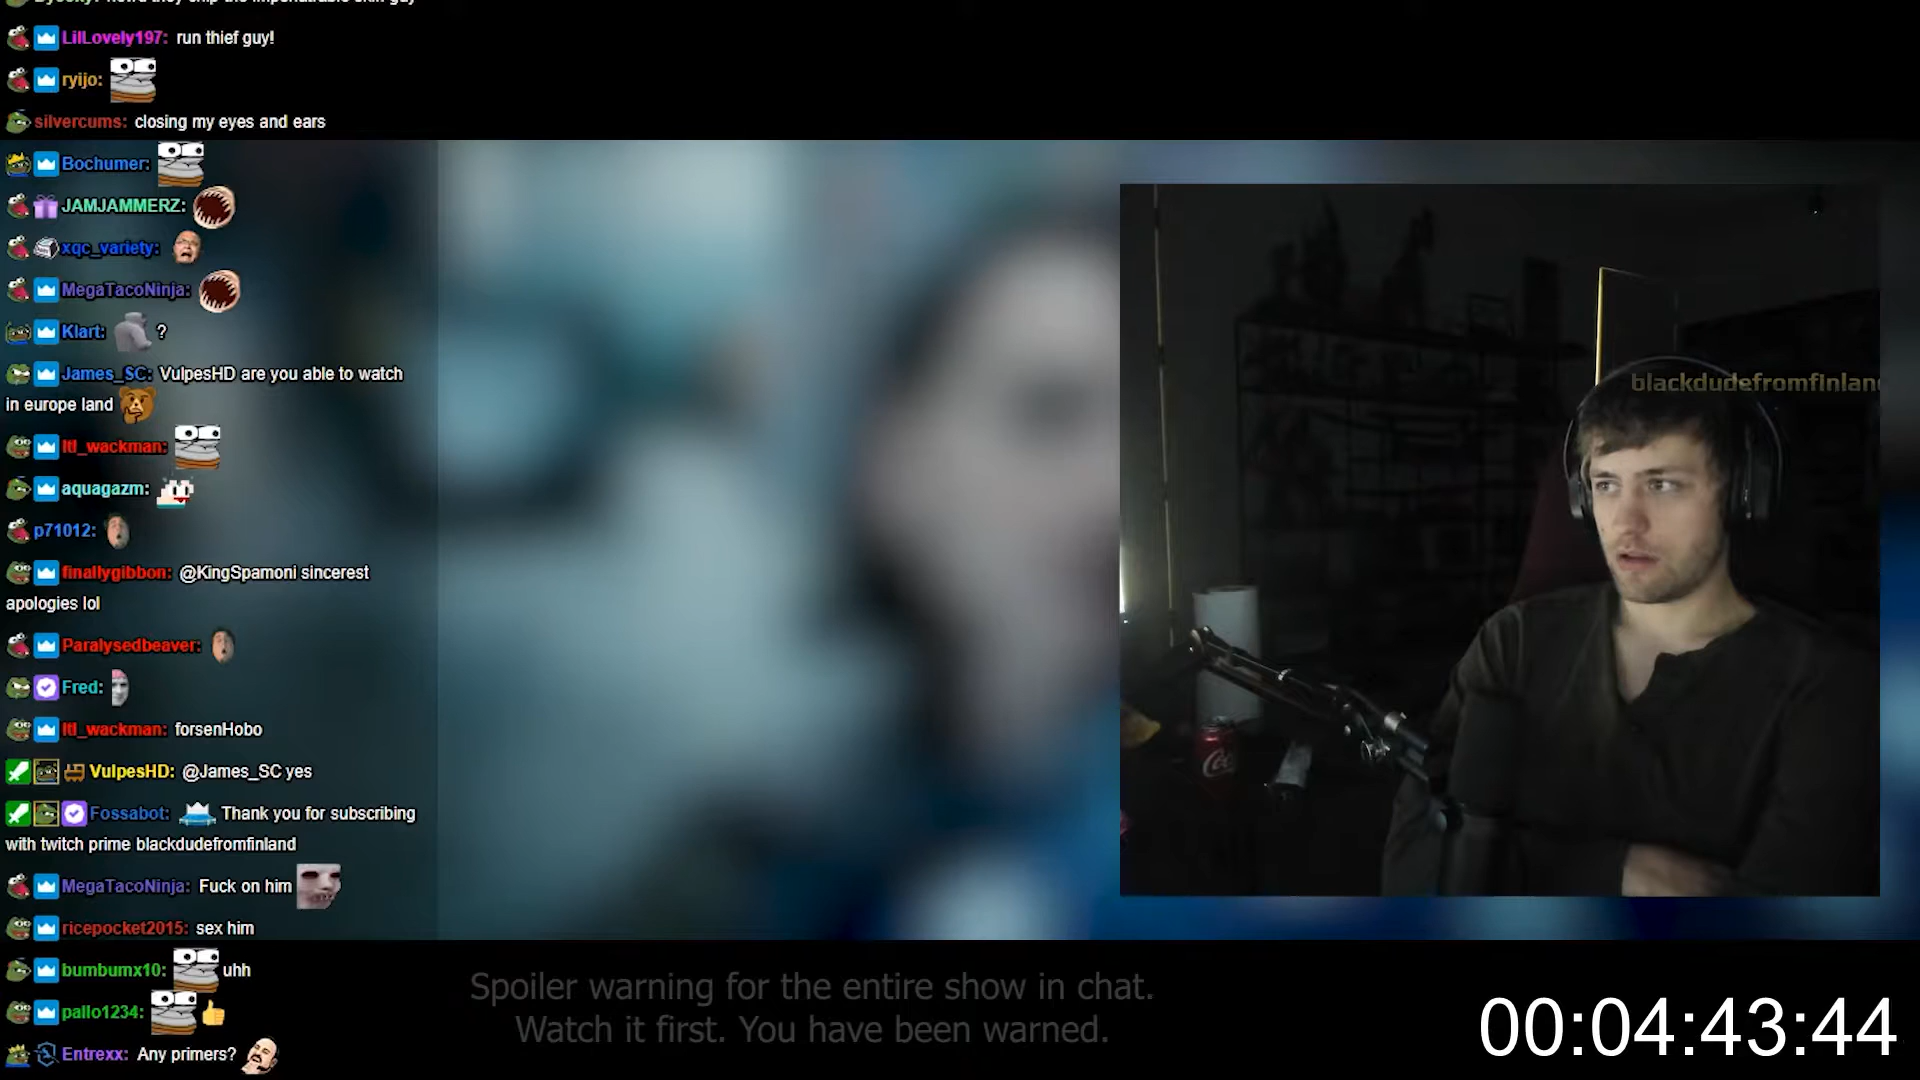 LilLovely197: run thief guy!
ryijo:
silvercums: closing my eyes and ears
Bochumer:
JAMJAMMERZ:
xqc_variety:
MegaTacoNinja:
Klart: ?
James_SC: VulpesHD are you able to watch
in europe land
ltl_wackman:
aquagazm:
p71012:
finallygibbon: @KingSpamoni sincerest
apologies lol
Paralysedbeaver:
Fred:
ltl_wackman: forsenHobo
VulpesHD: @James_SC yes
Fossabot: Thank you for subscribing
with twitch prime blackdudefromfinland
MegaTacoNinja: Fuck on him
ricepocket2015: sex him
bumbumx10: uhh
pallo1234:
Entrexx: Any primers?
blackdudefromfinlan
Coca
Spoiler warning for the entire show in chat.
Watch it first. You have been warned.
00:04:43:44